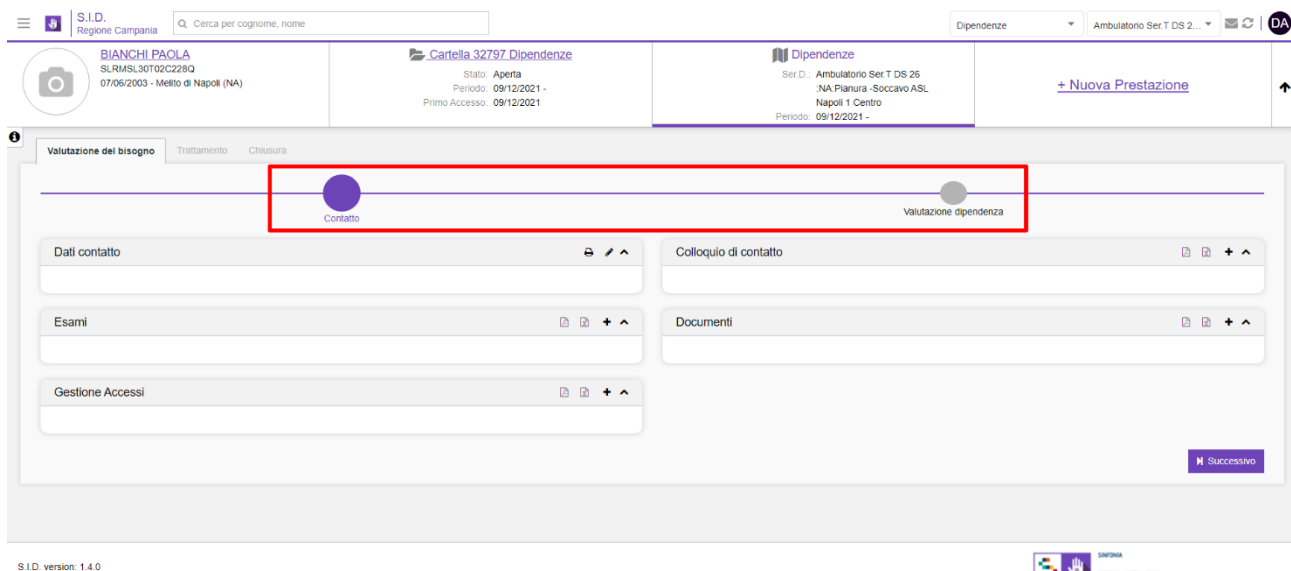 S.I.D.
Regione Campania
Cerca per cognome, nome
Dipendenze
Ambulatorio Ser.T DS 2...
DA
BIANCHI PAOLA
SLRMSL30T02C228Q
07/06/2003 - Melito di Napoli (NA)
Cartella 32797 Dipendenze
Stato: Aperta
Periodo: 09/12/2021 -
Primo Accesso: 09/12/2021
Dipendenze
Ser.D.: Ambulatorio Ser.T DS 26
:NA:Pianura -Soccavo ASL
Napoli 1 Centro
Periodo: 09/12/2021 -
+ Nuova Prestazione
Valutazione del bisogno Trattamento Chiusura
Contatto
Valutazione dipendenza
Dati contatto
Colloquio di contatto
Esami
Documenti
Gestione Accessi
Successivo
S.I.D. version: 1.4.0
SINFONIA